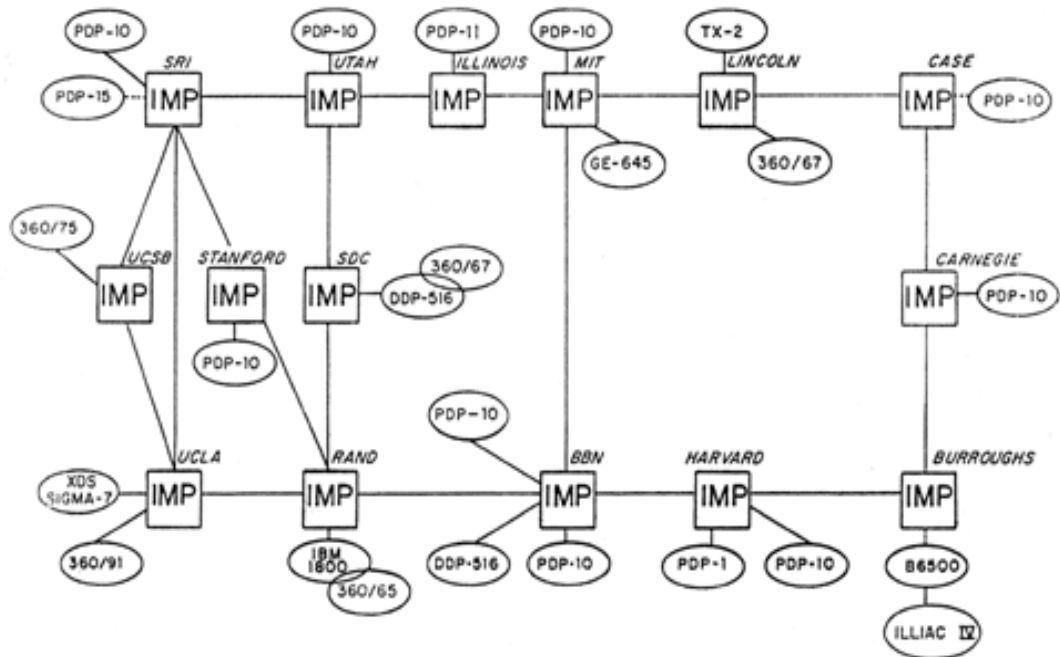 PDP-10
PDP-10
PDP-11
PDP-10
TX-2
SRI
UTAH
ILLINOIS
MIT
LINCOLN
CASE
PDP-15
IMP
IMP
IMP
IMP
IMP
IMP
PDP-10
GE-645
360/67
360/75
UCSB
STANFORD
SDC
360/67
CARNEGIE
IMP
IMP
IMP
DDP-516
IMP
PDP-10
PDP-10
PDP-10
UCLA
RAND
BBN
HARVARD
BURROUGHS
XDS
SIGMA-7
IMP
IMP
IMP
IMP
IMP
360/91
IBM
1800
360/65
DDP-516
PDP-10
PDP-1
PDP-10
B6500
ILLIAC IV